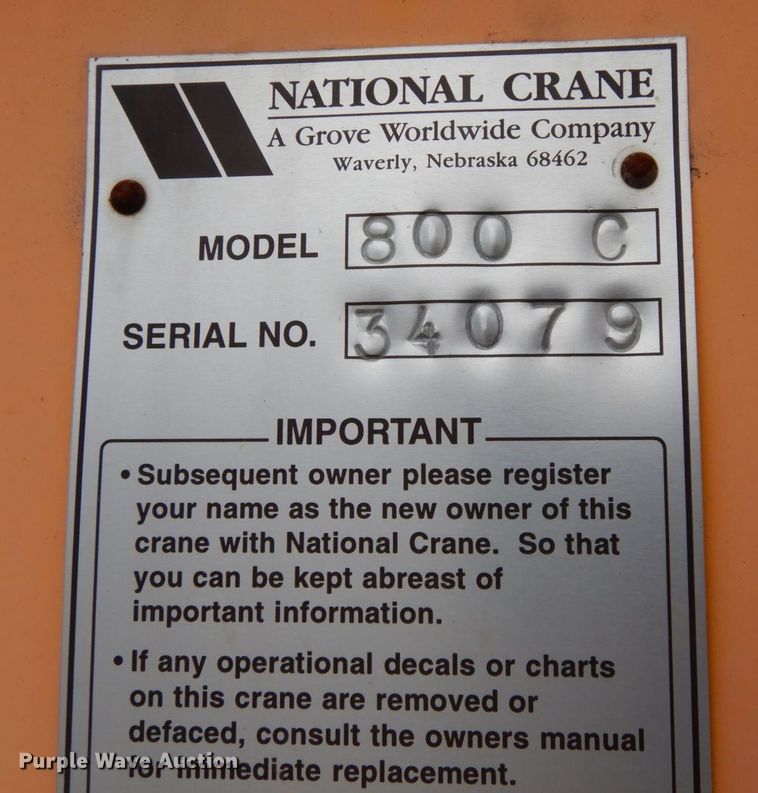 NATIONAL CRANE
A Grove Worldwide Company
Waverly, Nebraska 68462
MODEL 800 C
SERIAL NO. 34079
IMPORTANT
• Subsequent owner please register
your name as the new owner of this
crane with National Crane. So that
you can be kept abreast of
important information.
• If any operational decals or charts
on this crane are removed or
defaced, consult the owners manual
for immediate replacement.
Purple Wave Auction